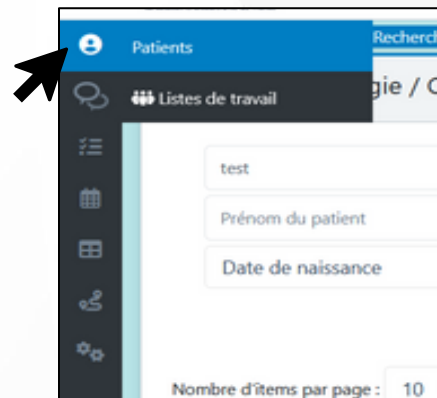 Patients
Recherch
Listes de travail
gie / C
test
Prénom du patient
Date de naissance
Nombre d'items par page : 10